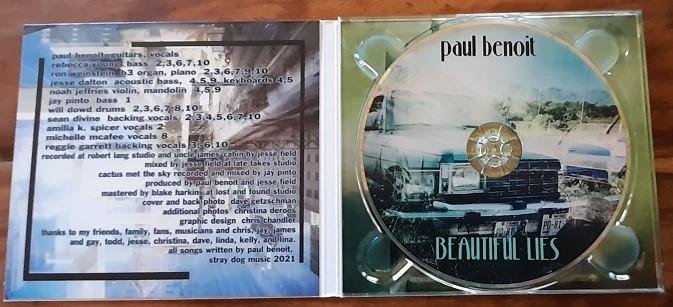 paul benoit guitars, vocals
rebecca young bass 2,3,6,7,10
ron weinstein b3 organ, piano 2,3,6,7,9,10
jesse dalton acoustic bass, 4,5,9, keyboards 4,5
noah jeffries violin, mandolin 4,5,9
jay pinto bass 1
will dowd drums 2,3,6,7,8,10
sean divine backing vocals 2,3,4,5,6,7,10
amilia k. spicer vocals 2
michelle mcafee vocals 8
reggie garrett backing vocals 3, 6,10
recorded at robert lang studio and uncle james cabin by jesse field
mixed by jesse field at late takes studio
cactus met the sky recorded and mixed by jay pinto
produced by paul benoit and jesse field
mastered by blake harkins at lost and found studio
cover and back photo dave getzschman
additional photos christina deroos
graphic design chris chandler
thanks to my friends, family, fans, musicians and chris, jay, james
and gay, todd, jesse, christina, dave, linda, kelly, and lina.
all songs written by paul benoit,
stray dog music 2021
paul benoit
BEAUTIFUL LIES